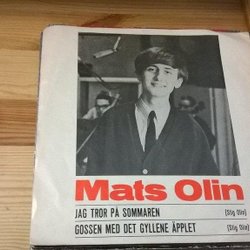 Mats Olin
JAG TROR PÅ SOMMAREN (Stig Olin)
GOSSEN MED DET GYLLENE ÄPPLET (Stig Olin)